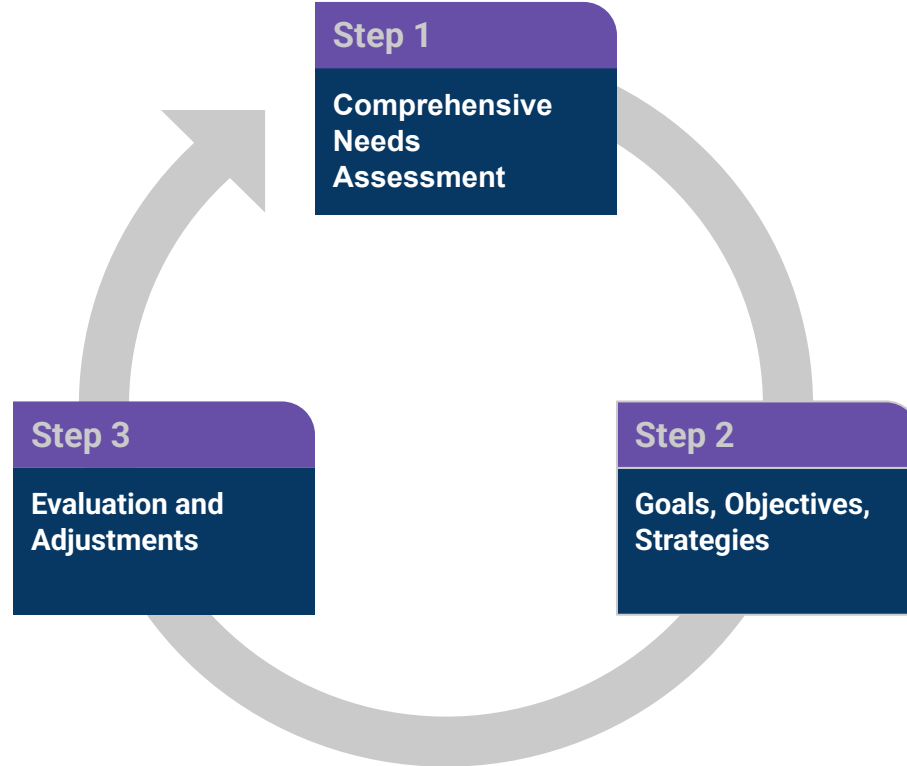 Step 1
Comprehensive
Needs
Assessment
Step 2
Goals, Objectives,
Strategies
Step 3
Evaluation and
Adjustments